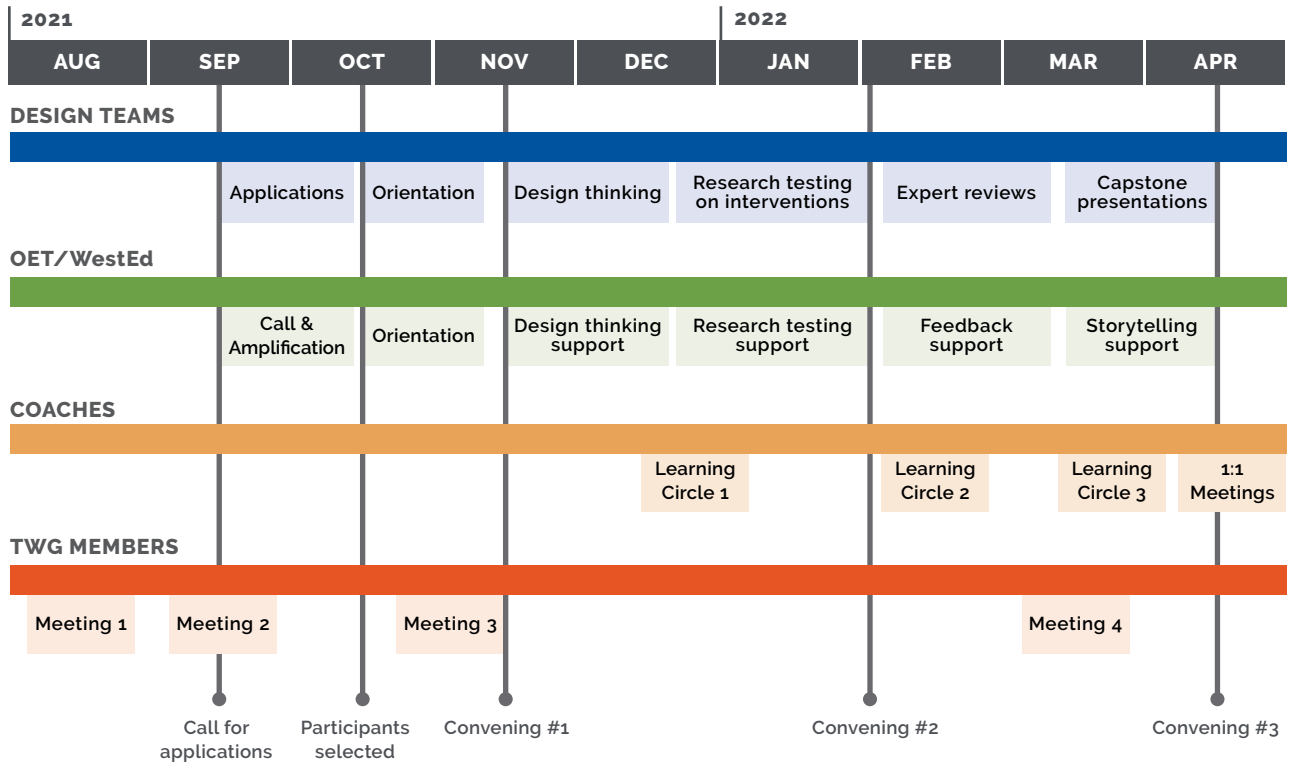 2021
2022
AUG
SEP
OCT
NOV
DEC
JAN
FEB
MAR
APR
DESIGN TEAMS
Applications
Orientation
Design thinking
Research testing
on interventions
Expert reviews
Capstone
presentations
OET/WestEd
Call &
Amplification
Orientation
Design thinking
support
Research testing
support
Feedback
support
Storytelling
support
COACHES
Learning
Circle 1
Learning
Circle 2
Learning
Circle 3
1:1
Meetings
TWG MEMBERS
Meeting 1
Meeting 2
Meeting 3
Meeting 4
Call for
applications
Participants
selected
Convening #1
Convening #2
Convening #3